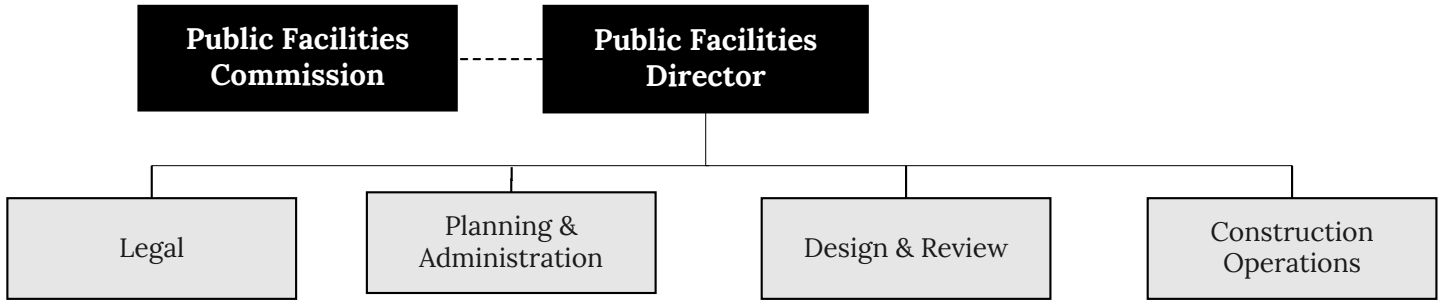 Public Facilities
Commission
Public Facilities
Director
Legal
Planning &
Administration
Design & Review
Construction
Operations